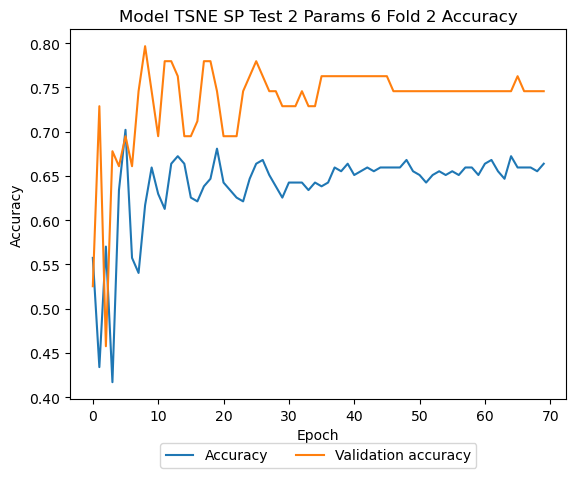 Model TSNE SP Test 2 Params 6 Fold 2 Accuracy
0.80
0.75
0.70
0.65
0.60
0.55
0.50
0.45
0.40
Accuracy
0 10 20 30 40 50 60 70
Epoch
Accuracy Validation accuracy